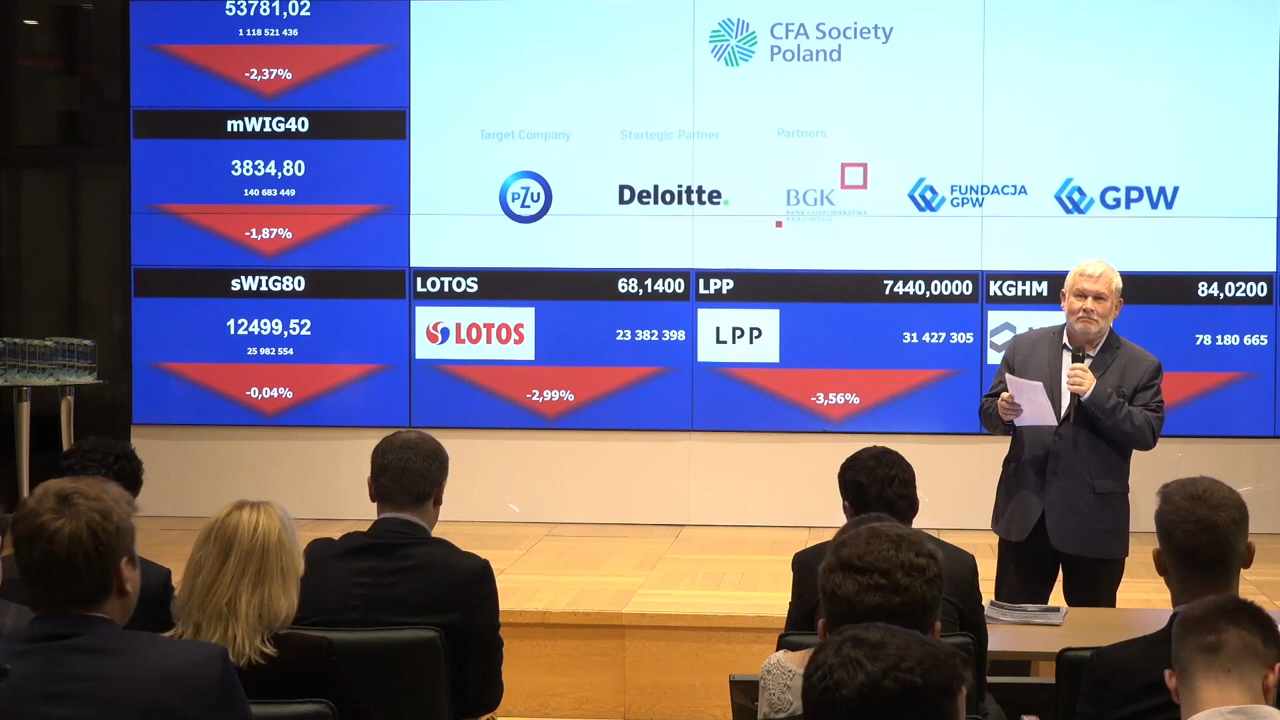 53781,02
1 118 521 436
-2,37%
mWIG40
3834,80
140 683 449
-1,87%
sWIG80
12499,52
25 982 554
-0,04%
CFA Society
Poland
Target Company
Startegic Partner
Partners
PZU
Deloitte.
BGK
BANK GOSPODARSTWA
KRAJOWEGO
FUNDACJA
GPW
GPW
LOTOS
68,1400
LOTOS
23 382 398
-2,99%
LPP
7440,0000
LPP
31 427 305
-3,56%
KGHM
84,0200
78 180 665